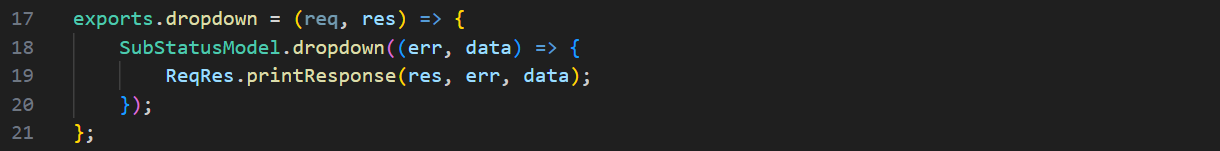 17 exports.dropdown = (req, res) => {
18     SubStatusModel.dropdown((err, data) => {
19         ReqRes.printResponse(res, err, data);
20     });
21 };